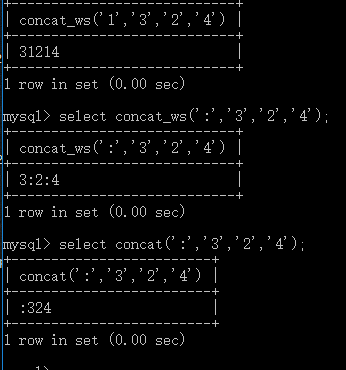 | concat_ws('1','3','2','4') |
+----------------------------+
| 31214                      |
+----------------------------+
1 row in set (0.00 sec)
mysql> select concat_ws(':','3','2','4');
+----------------------------+
| concat_ws(':','3','2','4') |
+----------------------------+
| 3:2:4                      |
+----------------------------+
1 row in set (0.00 sec)
mysql> select concat(':','3','2','4');
+-------------------------+
| concat(':','3','2','4') |
+-------------------------+
| :324                    |
+-------------------------+
1 row in set (0.00 sec)